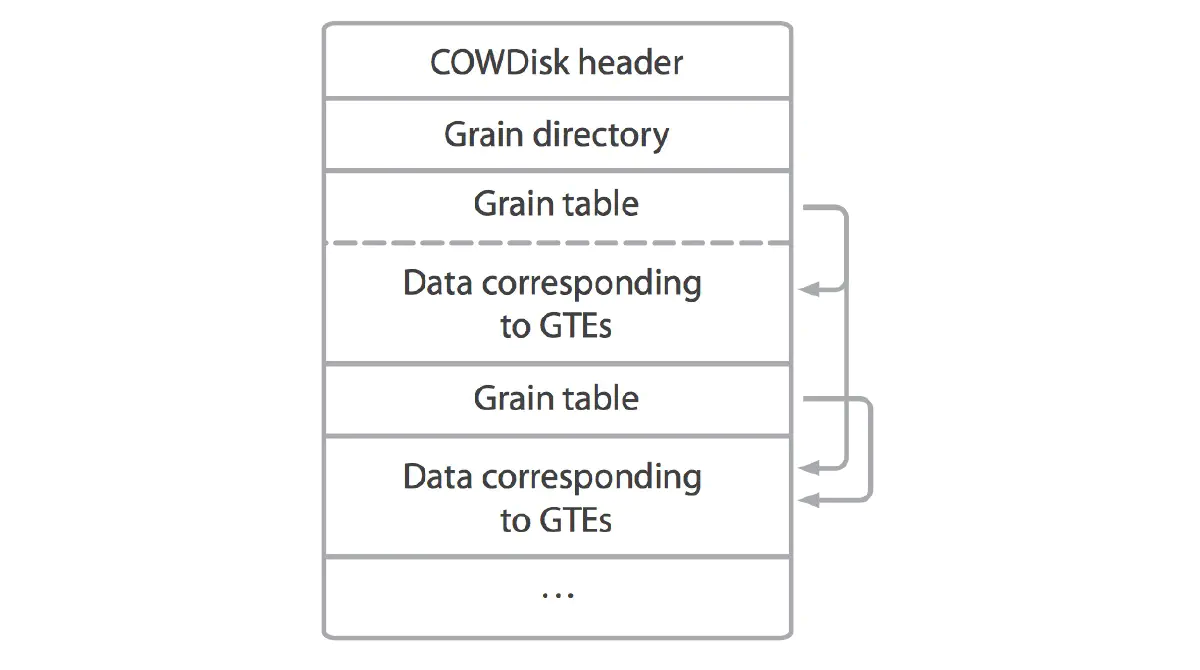 COWDisk header
Grain directory
Grain table
Data corresponding
to GTEs
Grain table
Data corresponding
to GTEs
...